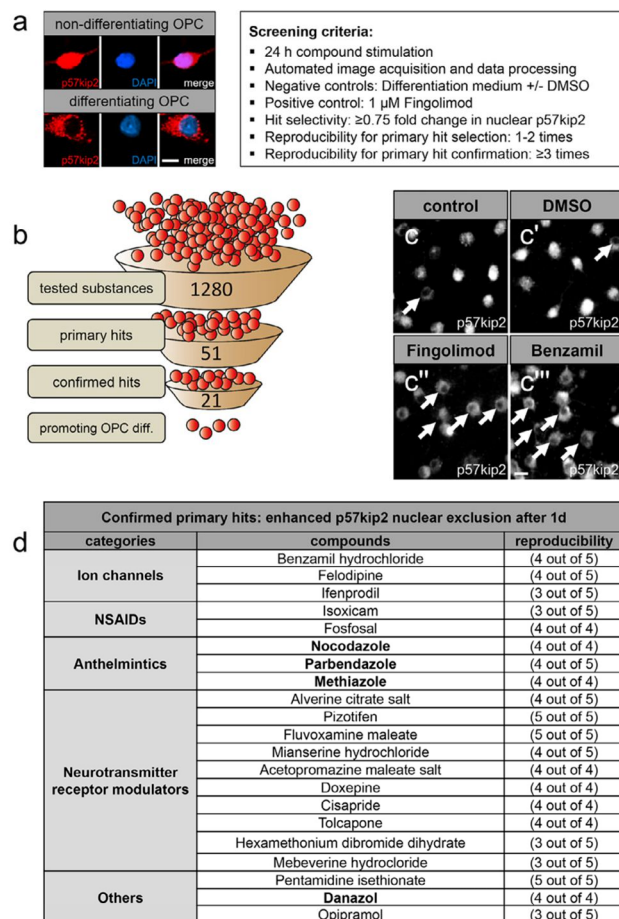 a
non-differentiating OPC
p57kip2 DAPI merge
differentiating OPC
p57kip2 DAPI merge
Screening criteria:
▪ 24 h compound stimulation
▪ Automated image acquisition and data processing
▪ Negative controls: Differentiation medium +/- DMSO
▪ Positive control: 1 µM Fingolimod
▪ Hit selectivity: ≥0.75 fold change in nuclear p57kip2
▪ Reproducibility for primary hit selection: 1-2 times
▪ Reproducibility for primary hit confirmation: ≥3 times
b
tested substances 1280
primary hits 51
confirmed hits 21
promoting OPC diff.
control DMSO
c c'
p57kip2 p57kip2
Fingolimod Benzamil
c'' c'''
p57kip2 p57kip2
d
Confirmed primary hits: enhanced p57kip2 nuclear exclusion after 1d
categories compounds reproducibility
Ion channels
Benzamil hydrochloride (4 out of 5)
Felodipine (4 out of 5)
Ifenprodil (3 out of 5)
NSAIDs
Isoxicam (3 out of 5)
Fosfosal (4 out of 4)
Anthelmintics
Nocodazole (4 out of 4)
Parbendazole (4 out of 5)
Methiazole (4 out of 4)
Neurotransmitter
receptor modulators
Alverine citrate salt (4 out of 5)
Pizotifen (5 out of 5)
Fluvoxamine maleate (5 out of 5)
Mianserine hydrochloride (4 out of 5)
Acetopromazine maleate salt (4 out of 4)
Doxepine (4 out of 4)
Cisapride (4 out of 4)
Tolcapone (4 out of 4)
Hexamethonium dibromide dihydrate (3 out of 5)
Mebeverine hydrocloride (3 out of 5)
Others
Pentamidine isethionate (5 out of 5)
Danazol (4 out of 4)
Opipramol (3 out of 5)